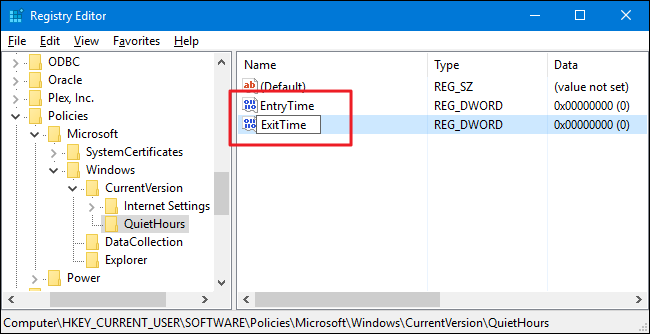 Registry Editor
File Edit View Favorites Help
ODBC
Oracle
Plex, Inc.
Policies
Microsoft
SystemCertificates
Windows
CurrentVersion
Internet Settings
QuietHours
DataCollection
Explorer
Power
Name Type Data
(Default) REG_SZ (value not set)
EntryTime REG_DWORD 0x00000000 (0)
ExitTime REG_DWORD 0x00000000 (0)
Computer\HKEY_CURRENT_USER\SOFTWARE\Policies\Microsoft\Windows\CurrentVersion\QuietHours